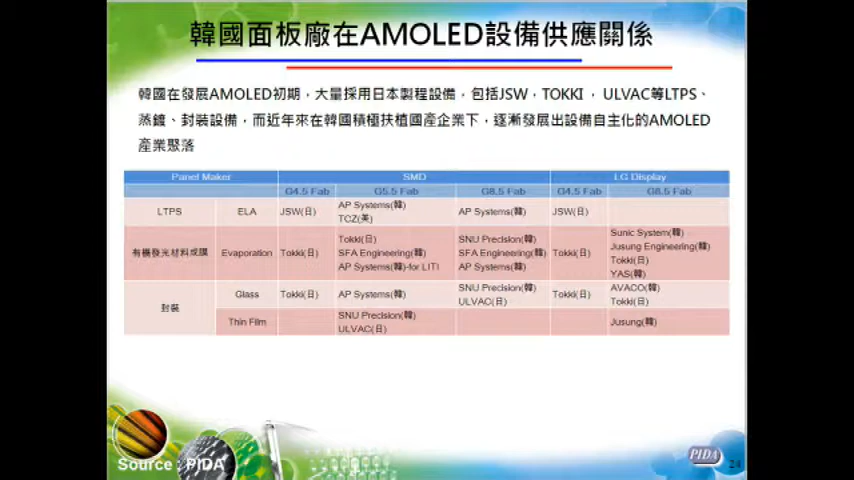 韓國面板廠在AMOLED設備供應關係
韓國在發展AMOLED初期，大量採用日本製程設備，包括JSW，TOKKI ， ULVAC等LTPS、
蒸鍍、封裝設備，而近年來在韓國積極扶植國產企業下，逐漸發展出設備自主化的AMOLED
產業聚落
Panel Maker SMD LG Display
G4.5 Fab G5.5 Fab G8.5 Fab G4.5 Fab G8.5 Fab
LTPS ELA JSW(日) AP Systems(韓) TCZ(美) AP Systems(韓) JSW(日)
有機發光材料成膜 Evaporation Tokki(日) Tokki(日) SFA Engineering(韓) AP Systems(韓)-for LITI SNU Precision(韓) SFA Engineering(韓) AP Systems(韓) Tokki(日) Sunic System(韓) Jusung Engineering(韓) Tokki(日) YAS(韓)
封裝 Glass Tokki(日) AP Systems(韓) SNU Precision(韓) ULVAC(日) Tokki(日) AVACO(韓) Tokki(日)
Thin Film SNU Precision(韓) ULVAC(日) Jusung(韓)
Source : PIDA
PIDA
24